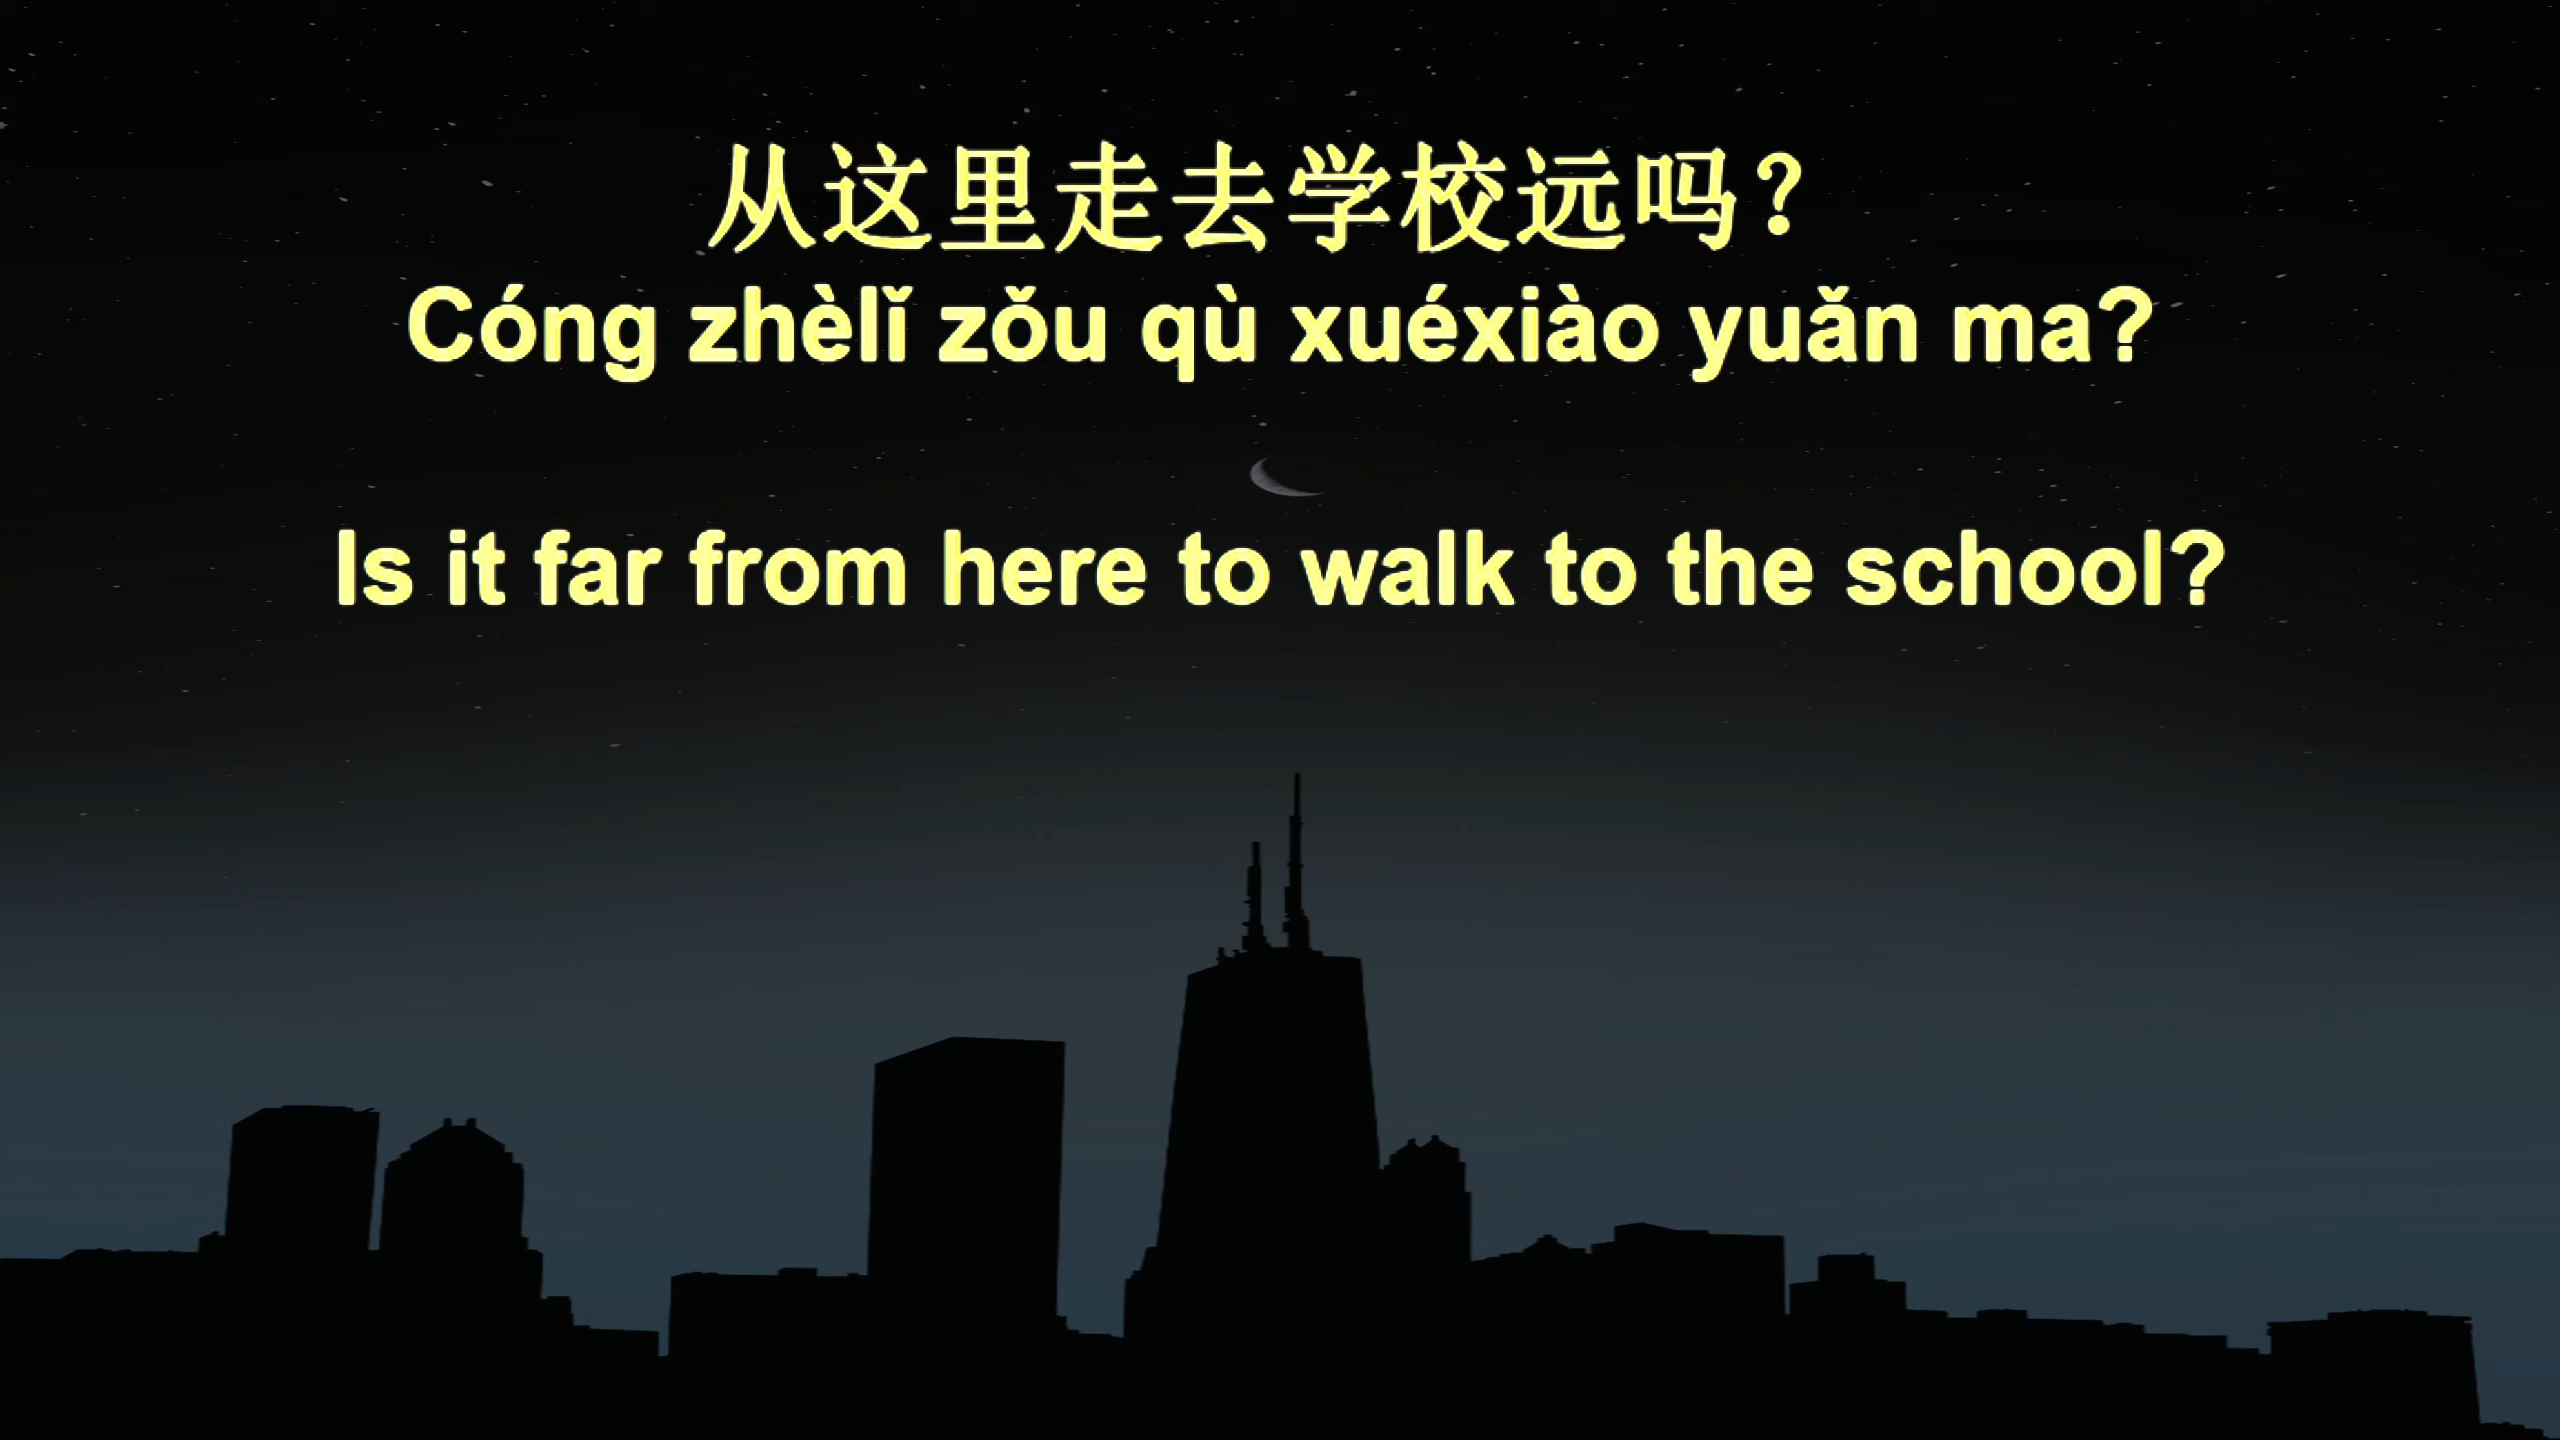 从这里走去学校远吗？
Cóng zhèlǐ zǒu qù xuéxiào yuǎn ma?
Is it far from here to walk to the school?